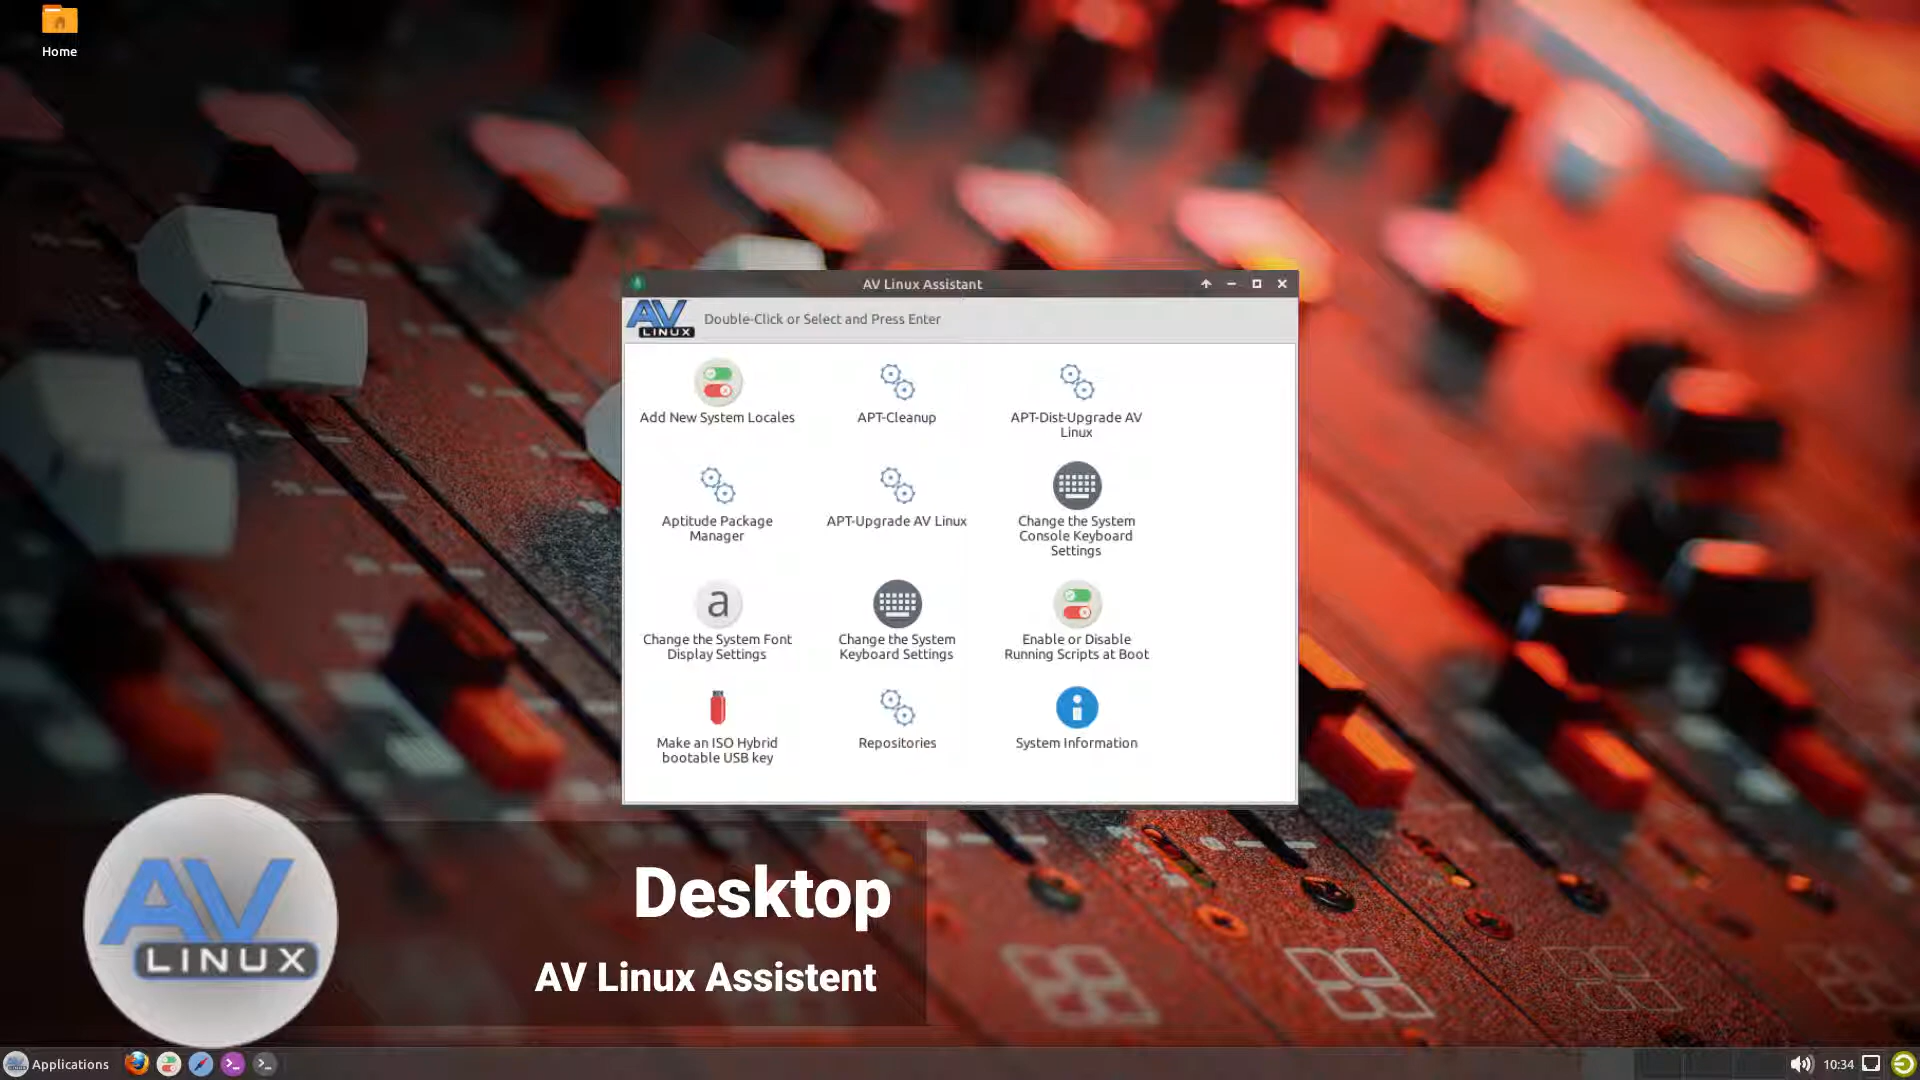 Home
AV Linux Assistant
AV
LINUX
Double-Click or Select and Press Enter
Add New System Locales
APT-Cleanup
APT-Dist-Upgrade AV
Linux
Aptitude Package
Manager
APT-Upgrade AV Linux
Change the System
Console Keyboard
Settings
a
Change the System Font
Display Settings
Change the System
Keyboard Settings
Enable or Disable
Running Scripts at Boot
Make an ISO Hybrid
bootable USB key
Repositories
System Information
AV
LINUX
Desktop
AV Linux Assistent
Applications
10:34